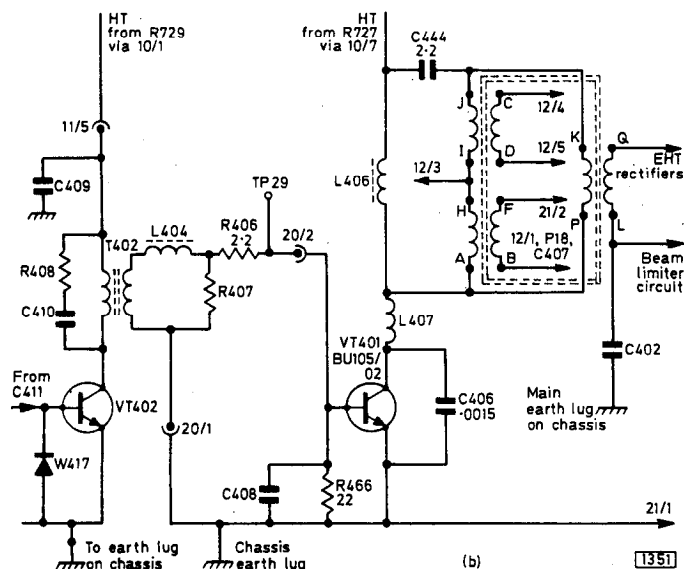 HT
from R729
via 10/1
HT
from R727
via 10/7
C444
2·2
11/5
C409
J
C
12/4
I
D
12/5
K
Q
EHT
rectifiers
L406
12/3
TP 29
H
F
21/2
P
L
T402
L404
R406
2·2
20/2
12/1, P18,
C407
A
B
Beam
limiter
circuit
R408
R407
L407
C410
VT401
BU105/
02
C402
From
C411
VT402
C406
·0015
Main
earth lug
on chassis
20/1
W417
C408
R466
22
21/1
To earth lug
on chassis
Chassis
earth lug
(b)
1351